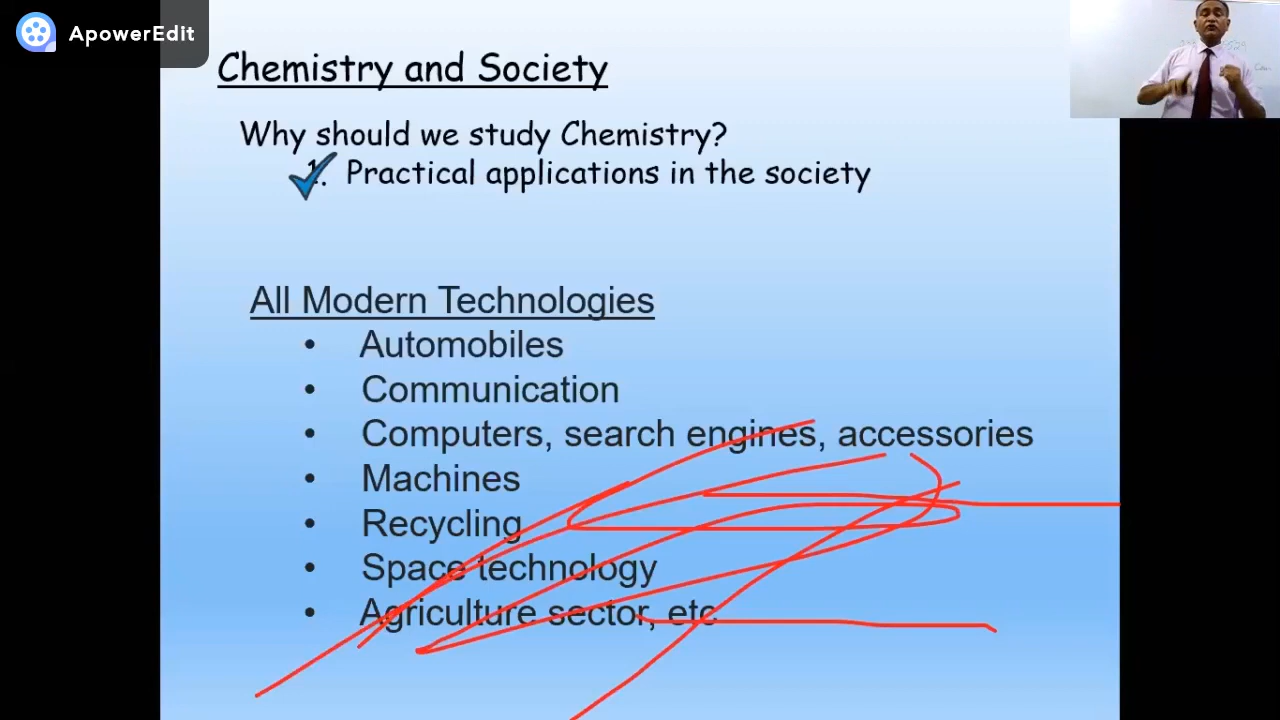 ApowerEdit
Chemistry and Society
Why should we study Chemistry?
1. Practical applications in the society
All Modern Technologies
• Automobiles
• Communication
• Computers, search engines, accessories
• Machines
• Recycling
• Space technology
• Agriculture sector, etc